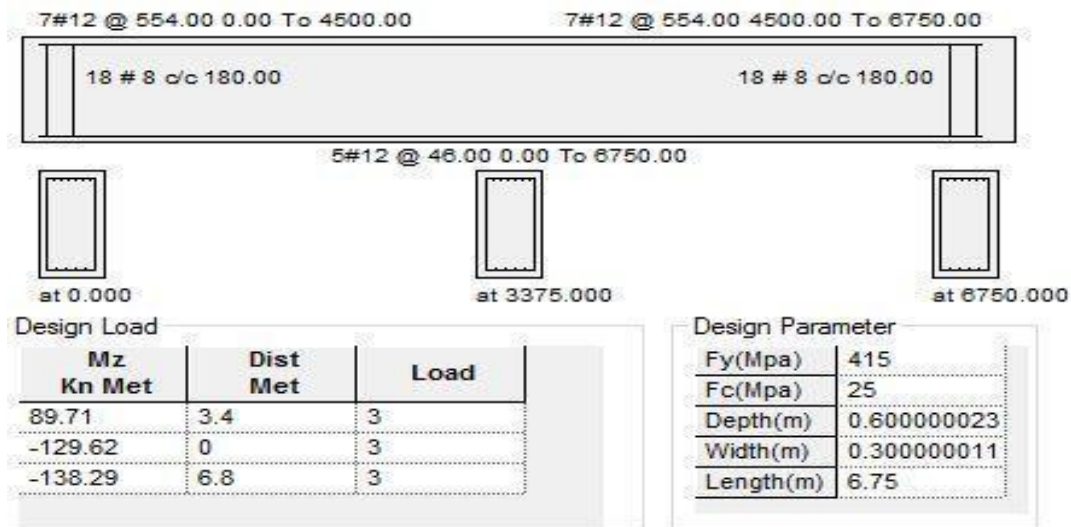 7#12 @ 554.00 0.00 To 4500.00 7#12 @ 554.00 4500.00 To 6750.00
18 # 8 c/c 180.00 18 # 8 c/c 180.00
5#12 @ 46.00 0.00 To 6750.00
at 0.000 at 3375.000 at 6750.000
Design Load
Mz Dist Load
Kn Met Met
89.71 3.4 3
-129.62 0 3
-138.29 6.8 3
Design Parameter
Fy(Mpa) 415
Fc(Mpa) 25
Depth(m) 0.600000023
Width(m) 0.300000011
Length(m) 6.75